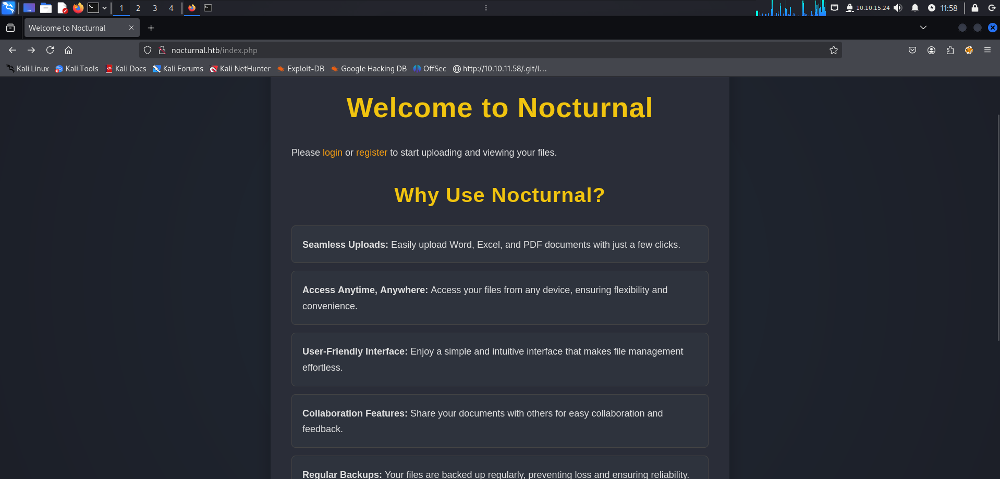 1 2 3 4 10.10.15.24 11:58
Welcome to Nocturnal
nocturnal.htb/index.php
Kali Linux Kali Tools Kali Docs Kali Forums Kali NetHunter Exploit-DB Google Hacking DB OffSec http://10.10.11.58/.git/l…
Welcome to Nocturnal
Please login or register to start uploading and viewing your files.
Why Use Nocturnal?
Seamless Uploads: Easily upload Word, Excel, and PDF documents with just a few clicks.
Access Anytime, Anywhere: Access your files from any device, ensuring flexibility and
convenience.
User-Friendly Interface: Enjoy a simple and intuitive interface that makes file management
effortless.
Collaboration Features: Share your documents with others for easy collaboration and
feedback.
Regular Backups: Your files are backed up regularly, preventing loss and ensuring reliability.